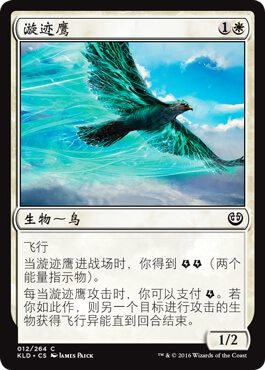 漩迹鹰 1
生物～鸟
飞行
当漩迹鹰进战场时，你得到（两个
能量指示物）。
每当漩迹鹰攻击时，你可以支付。若
你如此作，则另一个目标进行攻击的生
物获得飞行异能直到回合结束。
1/2
012/264 C
KLD • CS JAMES PAICK
™ & © 2016 Wizards of the Coast